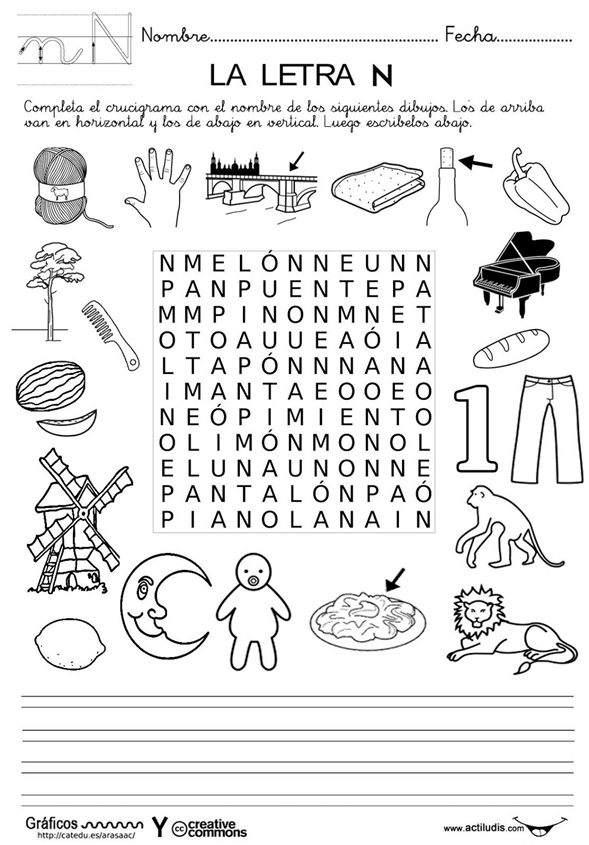 Nombre................................................ Fecha...................
LA LETRA N
Completa el crucigrama con el nombre de los siguientes dibujos. Los de arriba
van en horizontal y los de abajo en vertical. Luego escríbelos abajo.
N M E L Ó N N E U N N
P A N P U E N T E P A
M M P I N O N M N E T
O T O A U U E A Ó I A
L T A P Ó N N N A N A
I M A N T A E O O E O
N E Ó P I M I E N T O
O L I M Ó N M O N O L
E L U N A U N O N N E
P A N T A L Ó N P A Ó
P I A N O L A N A I N
1
Gráficos Y cc creative commons
http://catedu.es/arasaac/
www.actiludis.com